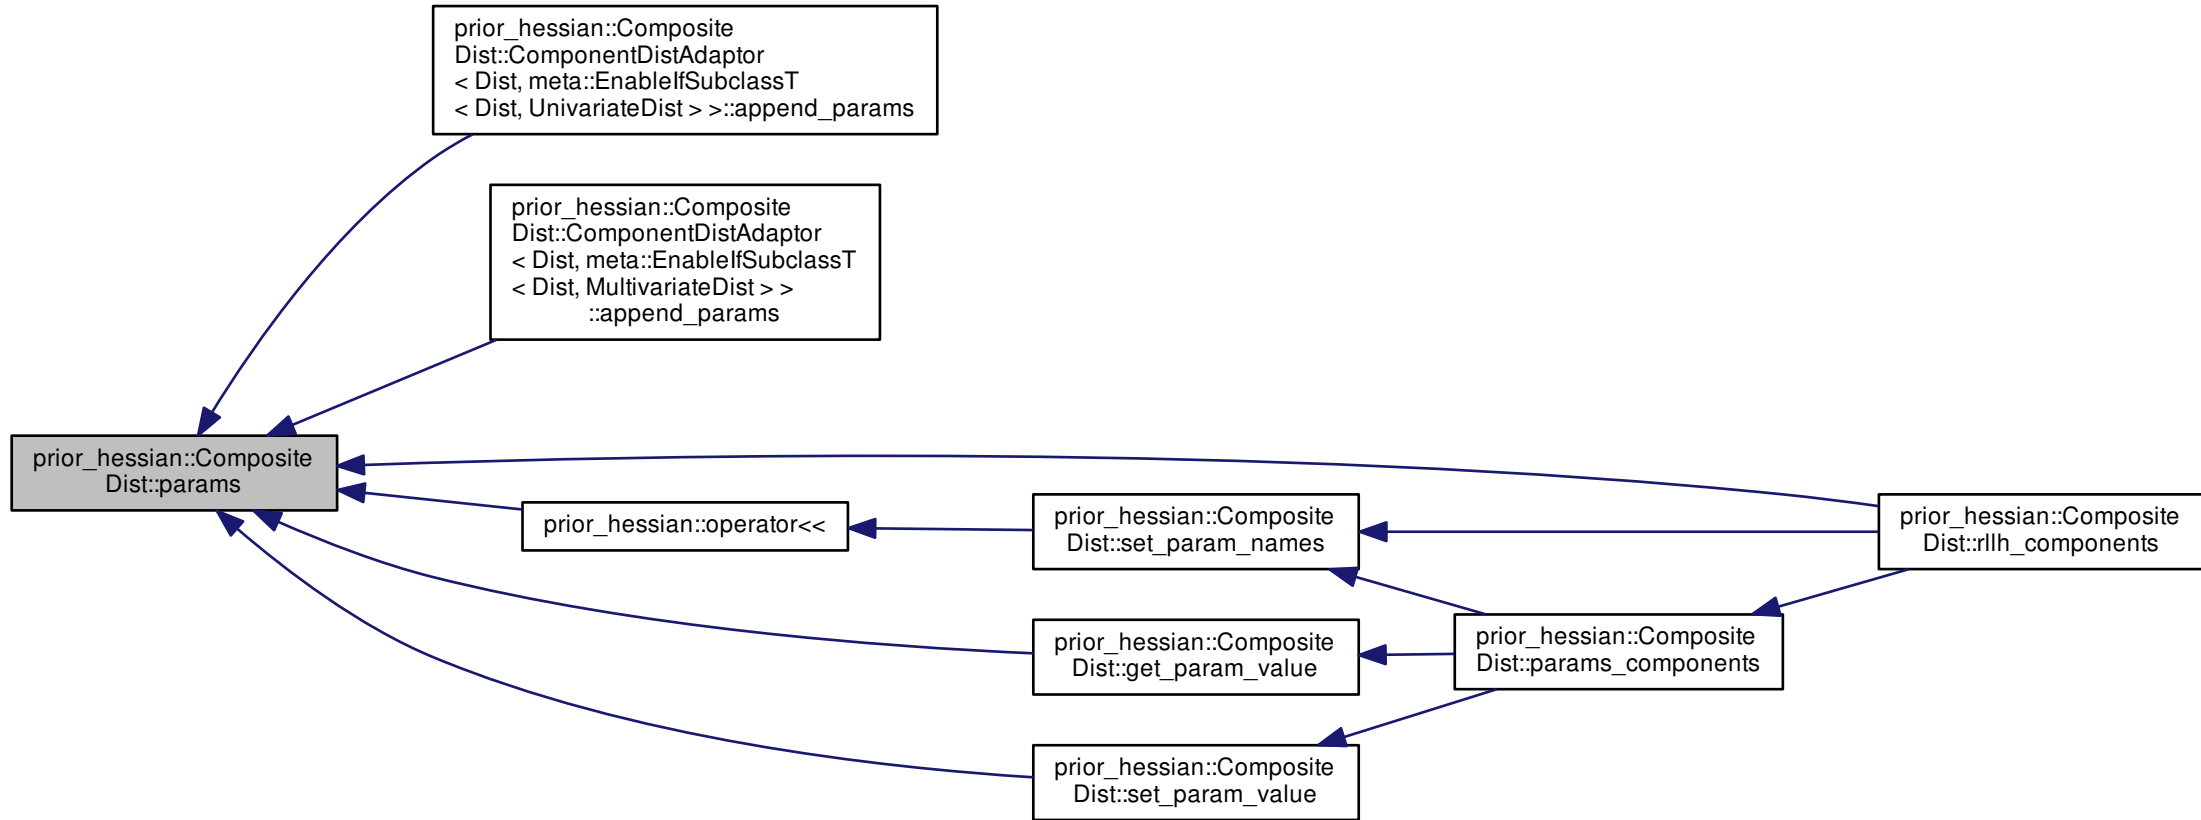 prior_hessian::Composite
Dist::ComponentDistAdaptor
< Dist, meta::EnableIfSubclassT
< Dist, UnivariateDist > >::append_params
prior_hessian::Composite
Dist::ComponentDistAdaptor
< Dist, meta::EnableIfSubclassT
< Dist, MultivariateDist > >
::append_params
prior_hessian::Composite
Dist::params
prior_hessian::operator<<
prior_hessian::Composite
Dist::set_param_names
prior_hessian::Composite
Dist::rllh_components
prior_hessian::Composite
Dist::get_param_value
prior_hessian::Composite
Dist::params_components
prior_hessian::Composite
Dist::set_param_value